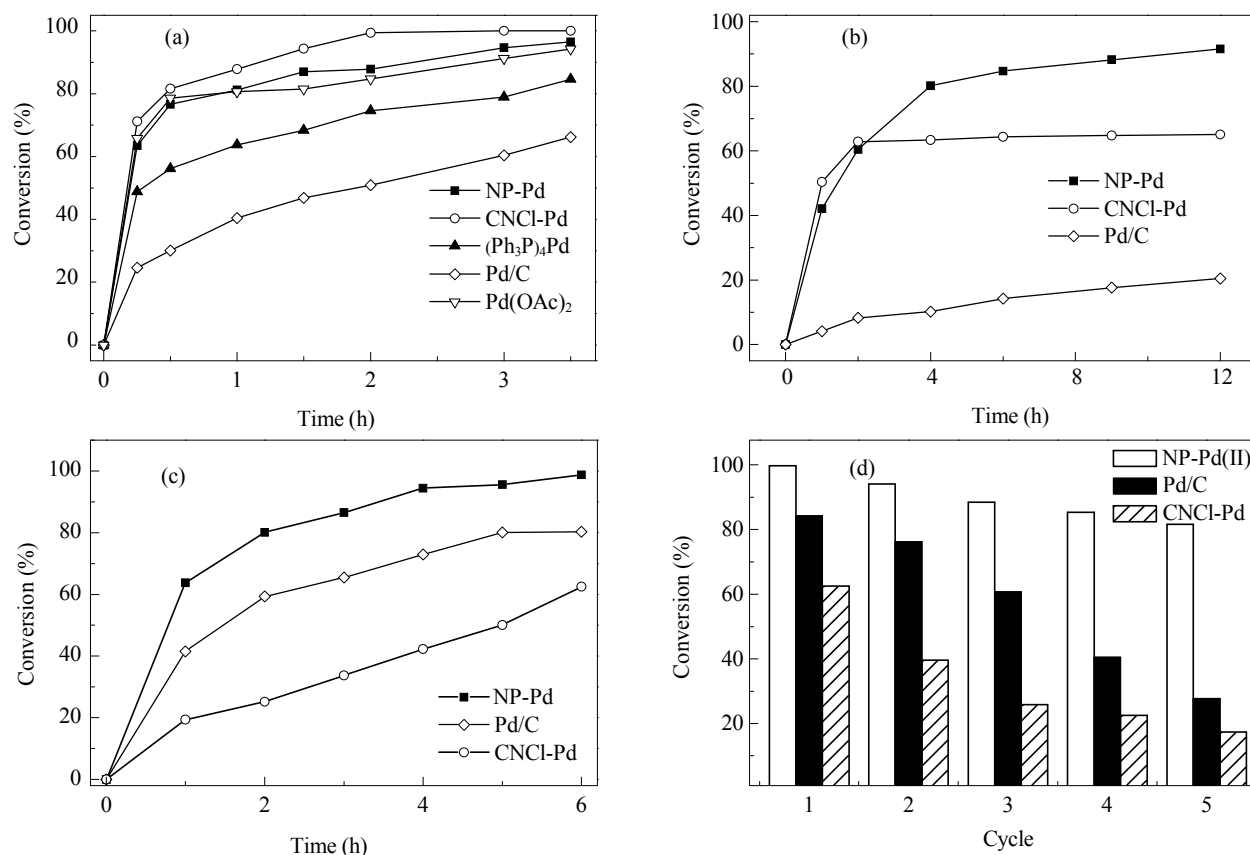 (a)
Conversion (%)
100
80
60
40
20
0
NP-Pd
CNCl-Pd
(Ph₃P)₄Pd
Pd/C
Pd(OAc)₂
0 1 2 3
Time (h)
(b)
Conversion (%)
100
80
60
40
20
0
NP-Pd
CNCl-Pd
Pd/C
0 4 8 12
Time (h)
(c)
Conversion (%)
100
80
60
40
20
0
NP-Pd
Pd/C
CNCl-Pd
0 2 4 6
Time (h)
(d)
Conversion (%)
100
80
60
40
20
NP-Pd(II)
Pd/C
CNCl-Pd
1 2 3 4 5
Cycle